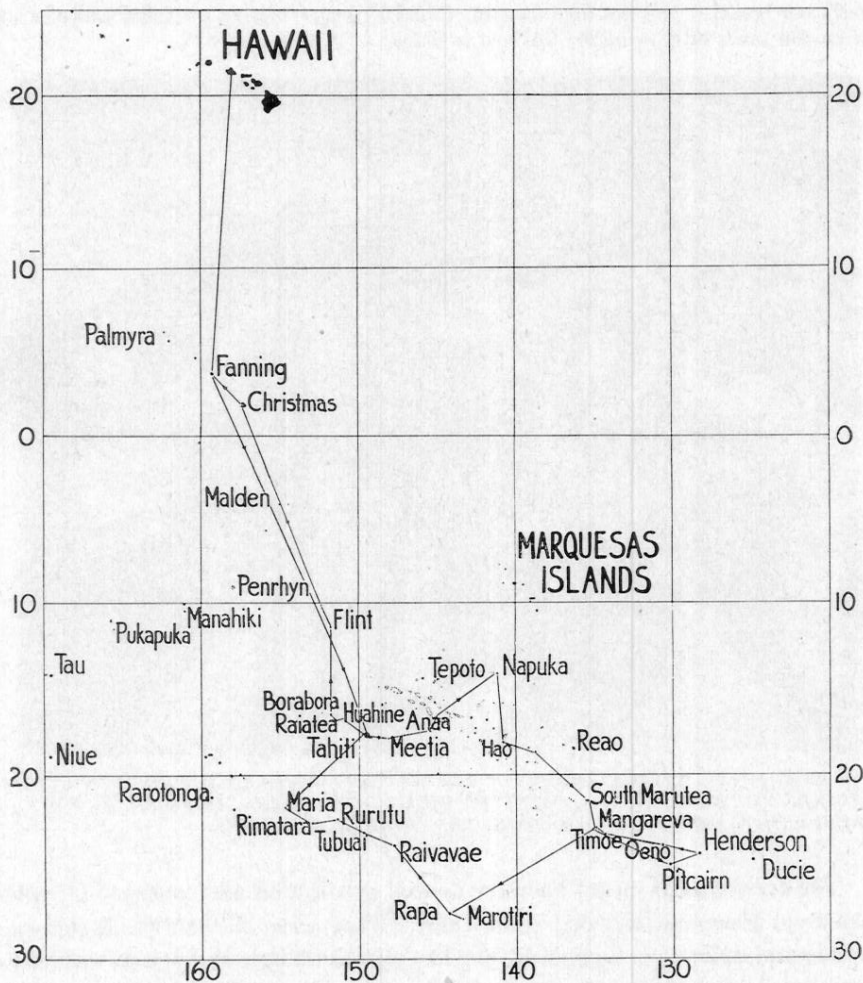 HAWAII
20
20
10
10
Palmyra
Fanning
Christmas
0
0
Malden
MARQUESAS
ISLANDS
Penrhyn
10
10
Manahiki
Flint
Pukapuka
Tau
Tepoto
Napuka
Borabora
Huahine
Raiatea
Anaa
Tahiti
Meetia
Hao
Reao
Niue
20
20
Rarotonga
Maria
South Marutea
Rimatara
Rurutu
Mangareva
Tubuai
Timoe
Oeno
Henderson
Raivavae
Pitcairn
Ducie
Rapa
Marotiri
30
30
160
150
140
130